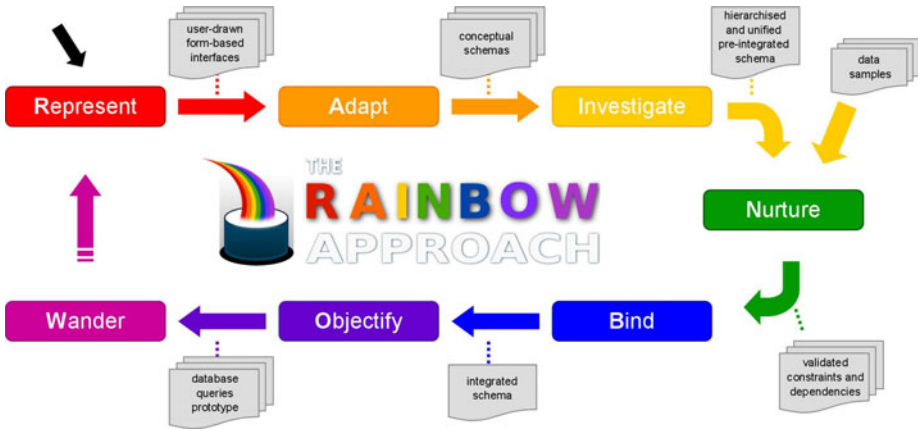 user-drawn
form-based
interfaces
conceptual
schemas
hierarchised
and unified
pre-integrated
schema
data
samples
Represent
Adapt
Investigate
THE
RAINBOW
APPROACH
Nurture
Wander
Objectify
Bind
database
queries
prototype
integrated
schema
validated
constraints and
dependencies